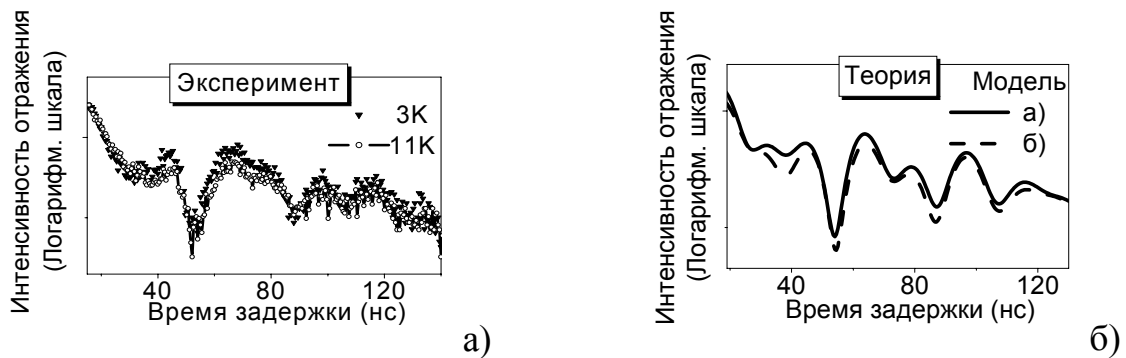 Интенсивность отражения
(Логарифм. шкала)
Эксперимент
3K
11K
40
80
120
Время задержки (нс)
а)
Интенсивность отражения
(Логарифм. шкала)
Теория
Модель
а)
б)
40
80
120
Время задержки (нс)
б)